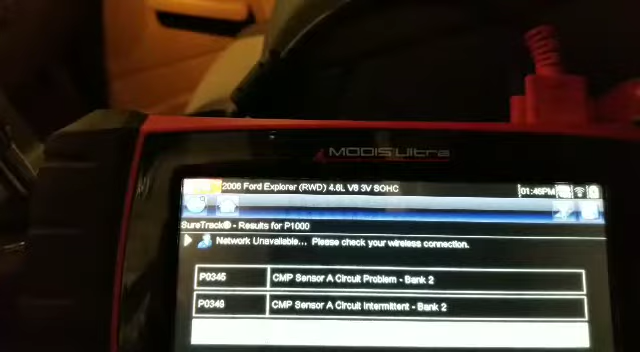 MODIS Ultra
2006 Ford Explorer (RWD) 4.6L V8 3V SOHC
01:46PM
SureTrack® - Results for P1000
Network Unavailable... Please check your wireless connection.
P0345 CMP Sensor A Circuit Problem - Bank 2
P0349 CMP Sensor A Circuit Intermittent - Bank 2